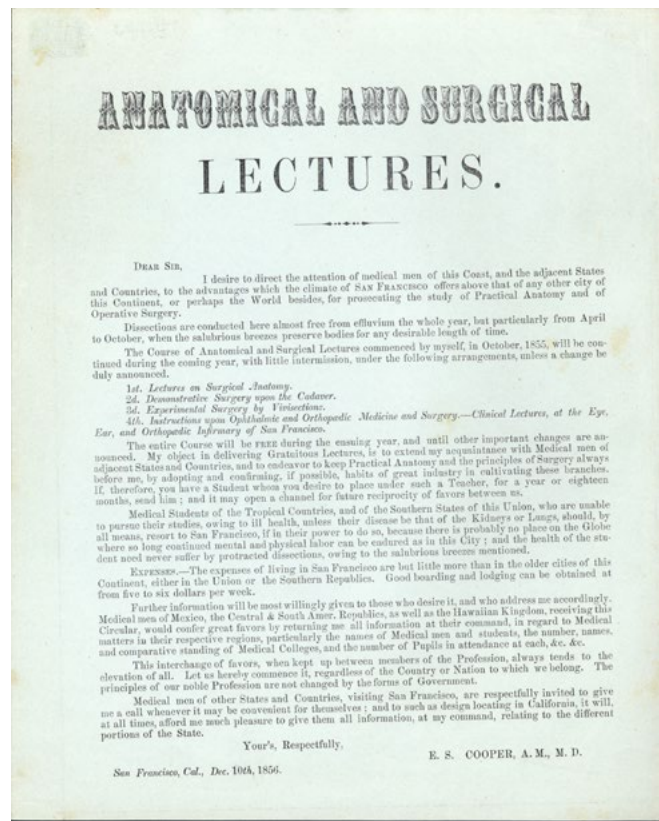 ANATOMICAL AND SURGICAL
LECTURES.
DEAR SIR,
I desire to direct the attention of medical men of this Coast, and the adjacent States
and Countries, to the advantages which the climate of SAN FRANCISCO offers above that of any other city of
this Continent, or perhaps the World besides, for prosecuting the study of Practical Anatomy and of
Operative Surgery.
Dissections are conducted here almost free from effluvium the whole year, but particularly from April
to October, when the salubrious breezes preserve bodies for any desirable length of time.
The Course of Anatomical and Surgical Lectures commenced by myself, in October, 1855, will be con-
tinued during the coming year, with little intermission, under the following arrangements, unless a change be
duly announced.
1st. Lectures on Surgical Anatomy.
2d. Demonstrative Surgery upon the Cadaver.
3d. Experimental Surgery by Vivisections.
4th. Instructions upon Ophthalmic and Orthopædic Medicine and Surgery.—Clinical Lectures, at the Eye,
Ear, and Orthopædic Infirmary of San Francisco.
The entire Course will be FREE during the ensuing year, and until other important changes are an-
nounced. My object in delivering Gratuitous Lectures, is to extend my acquaintance with Medical men of
adjacent States and Countries, and to endeavor to keep Practical Anatomy and the principles of Surgery always
before me, by adopting and confirming, if possible, habits of great industry in cultivating these branches.
If, therefore, you have a Student whom you desire to place under such a Teacher, for a year or eighteen
months, send him; and it may open a channel for future reciprocity of favors between us.
Medical Students of the Tropical Countries, and of the Southern States of this Union, who are unable
to pursue their studies, owing to ill health, unless their disease be that of the Kidneys or Lungs, should, by
all means, resort to San Francisco, if in their power to do so, because there is probably no place on the Globe
where so long continued mental and physical labor can be endured as in this City; and the health of the stu-
dent need never suffer by protracted dissections, owing to the salubrious breezes mentioned.
EXPENSES.—The expenses of living in San Francisco are but little more than in the older cities of this
Continent, either in the Union or the Southern Republics. Good boarding and lodging can be obtained at
from five to six dollars per week.
Further information will be most willingly given to those who desire it, and who address me accordingly.
Medical men of Mexico, the Central & South Amer. Republics, as well as the Hawaiian Kingdom, receiving this
Circular, would confer great favors by returning me all information at their command, in regard to Medical
matters in their respective regions, particularly the names of Medical men and students, the number, names,
and comparative standing of Medical Colleges, and the number of Pupils in attendance at each, &c. &c.
This interchange of favors, when kept up between members of the Profession, always tends to the
elevation of all. Let us hereby commence it, regardless of the Country or Nation to which we belong. The
principles of our noble Profession are not changed by the forms of Government.
Medical men of other States and Countries, visiting San Francisco, are respectfully invited to give
me a call whenever it may be convenient for themselves; and to such as design locating in California, it will,
at all times, afford me much pleasure to give them all information, at my command, relating to the different
portions of the State.
Your's, Respectfully,
E. S. COOPER, A. M., M. D.
San Francisco, Cal., Dec. 10th, 1856.